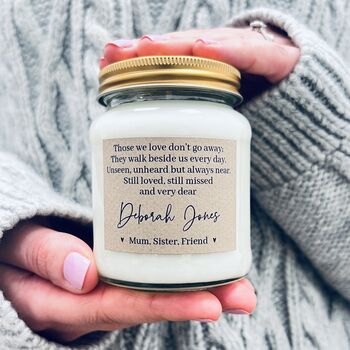 Those we love don't go away;
They walk beside us every day.
Unseen, unheard but always near.
Still loved, still missed
and very dear
Deborah Jones
♥ Mum, Sister, Friend ♥